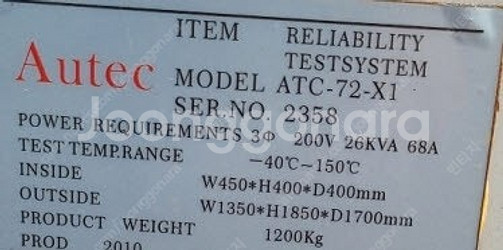 Autec
ITEM RELIABILITY
TESTSYSTEM
MODEL ATC-72-X1
SER.NO. 2358
POWER REQUIREMENTS 3Φ 200V 26KVA 68A
TEST TEMP.RANGE -40℃~150℃
INSIDE W450*H400*D400mm
OUTSIDE W1350*H1850*D1700mm
PRODUCT WEIGHT 1200Kg
PROD 2010
Joonggonara